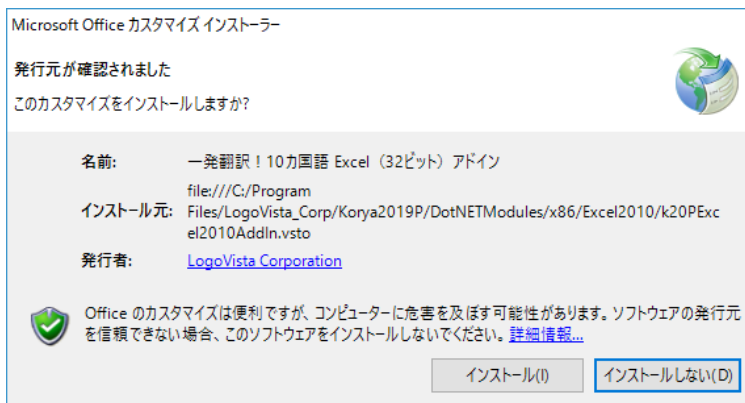 Microsoft Office カスタマイズ インストーラー
発行元が確認されました
このカスタマイズをインストールしますか?
名前: 一発翻訳！10カ国語 Excel（32ビット）アドイン
インストール元: file:///C:/Program
Files/LogoVista_Corp/Korya2019P/DotNETModules/x86/Excel2010/k20PExc
el2010AddIn.vsto
発行者: LogoVista Corporation
Office のカスタマイズは便利ですが、コンピューターに危害を及ぼす可能性があります。ソフトウェアの発行元
を信頼できない場合、このソフトウェアをインストールしないでください。詳細情報...
インストール(I) インストールしない(D)